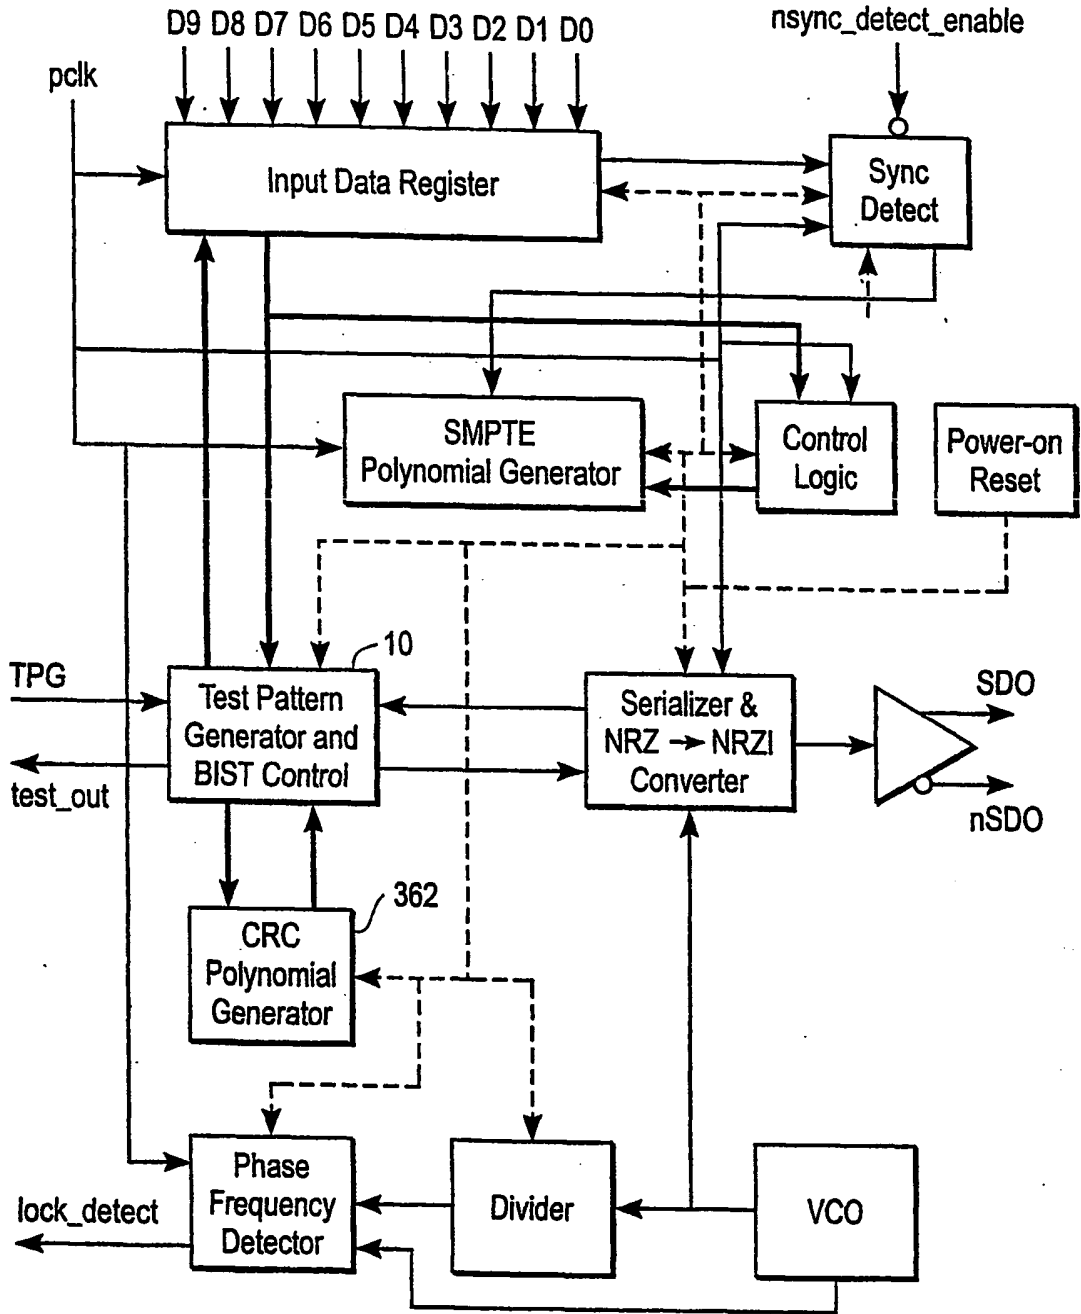 D9 D8 D7 D6 D5 D4 D3 D2 D1 D0
nsync_detect_enable
pclk
Input Data Register
Sync
Detect
SMPTE
Polynomial Generator
Control
Logic
Power-on
Reset
10
TPG
Test Pattern
Generator and
BIST Control
test_out
Serializer &
NRZ → NRZI
Converter
SDO
nSDO
362
CRC
Polynomial
Generator
Phase
Frequency
Detector
lock_detect
Divider
VCO